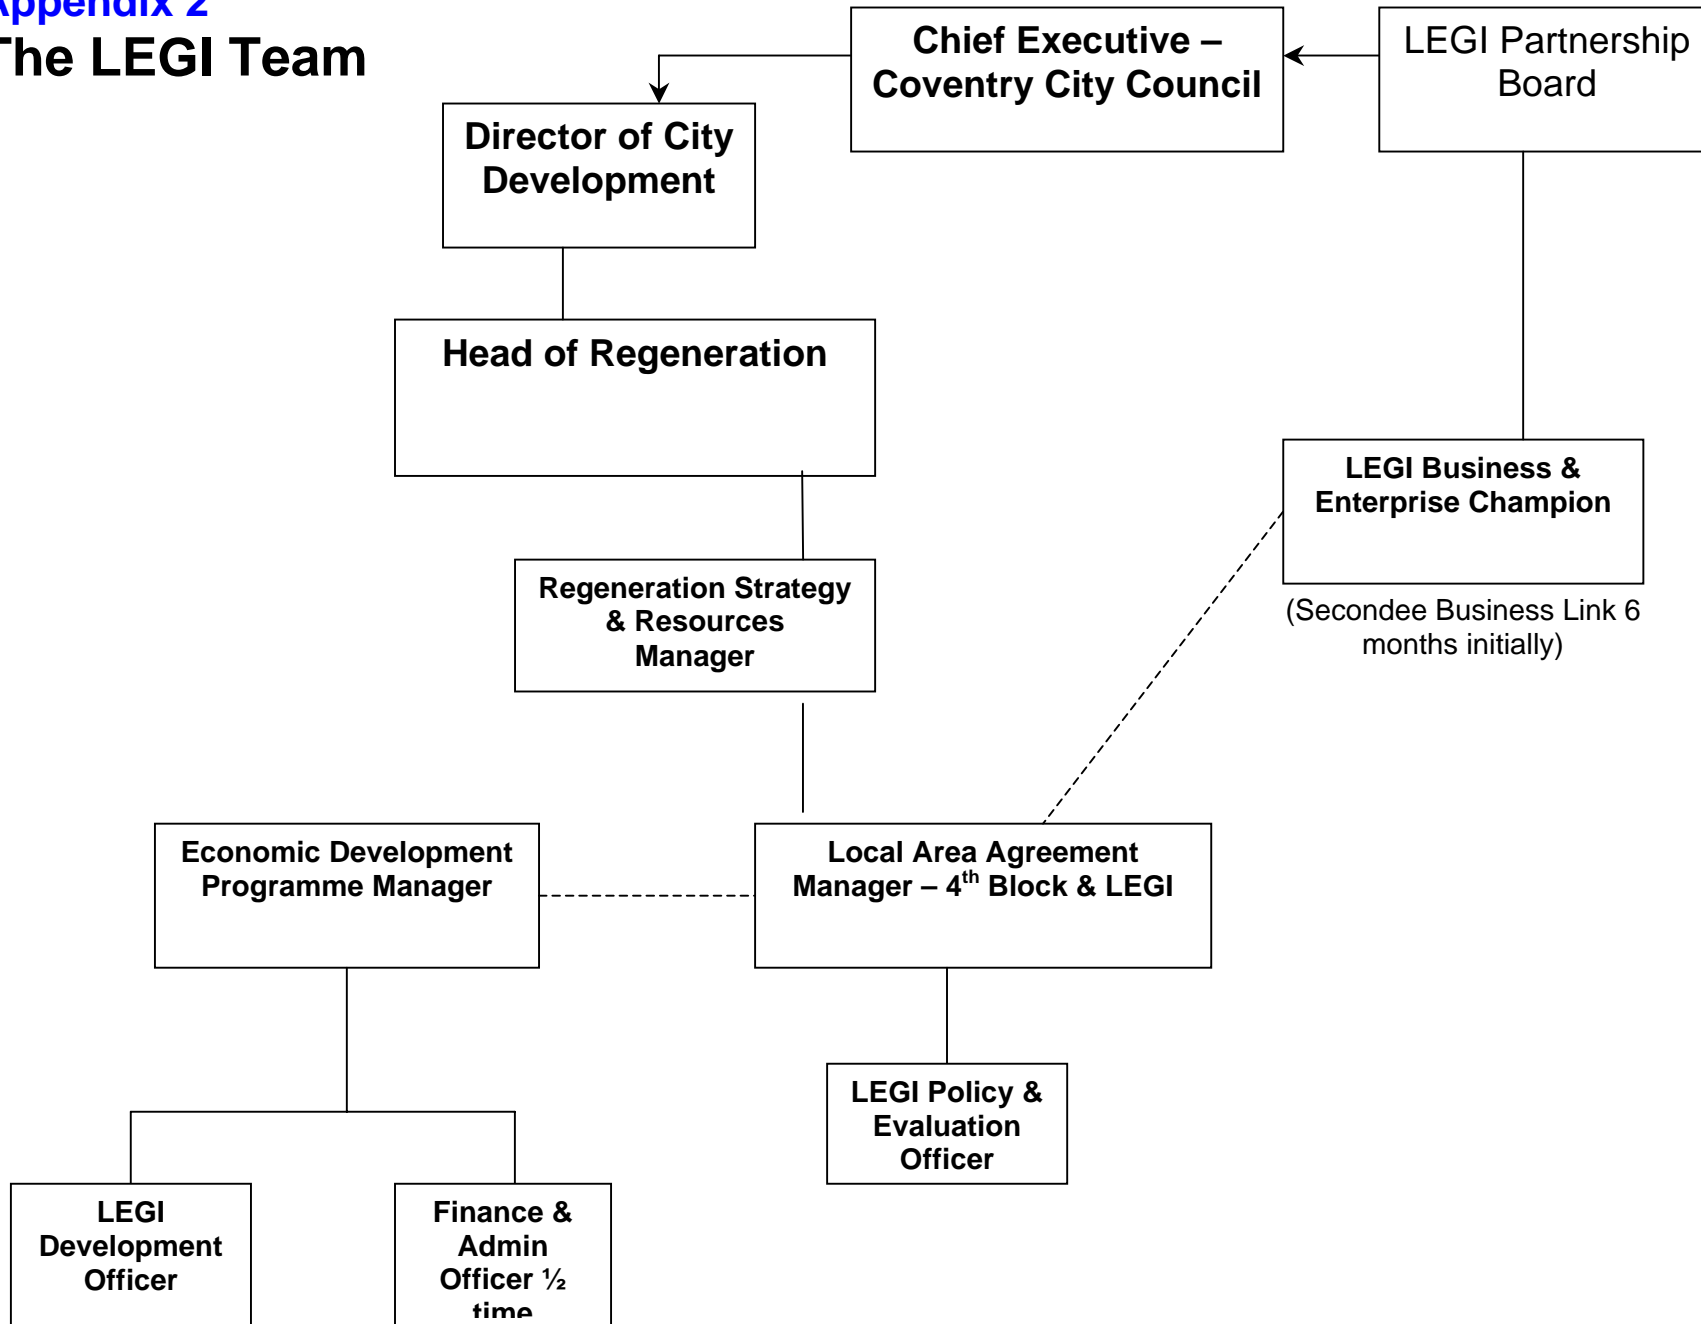 Appendix 2
The LEGI Team
Chief Executive –
Coventry City Council
LEGI Partnership
Board
Director of City
Development
Head of Regeneration
LEGI Business &
Enterprise Champion
(Secondee Business Link 6
months initially)
Regeneration Strategy
& Resources
Manager
Economic Development
Programme Manager
Local Area Agreement
Manager – 4th Block & LEGI
LEGI Policy &
Evaluation
Officer
LEGI
Development
Officer
Finance &
Admin
Officer ½
time